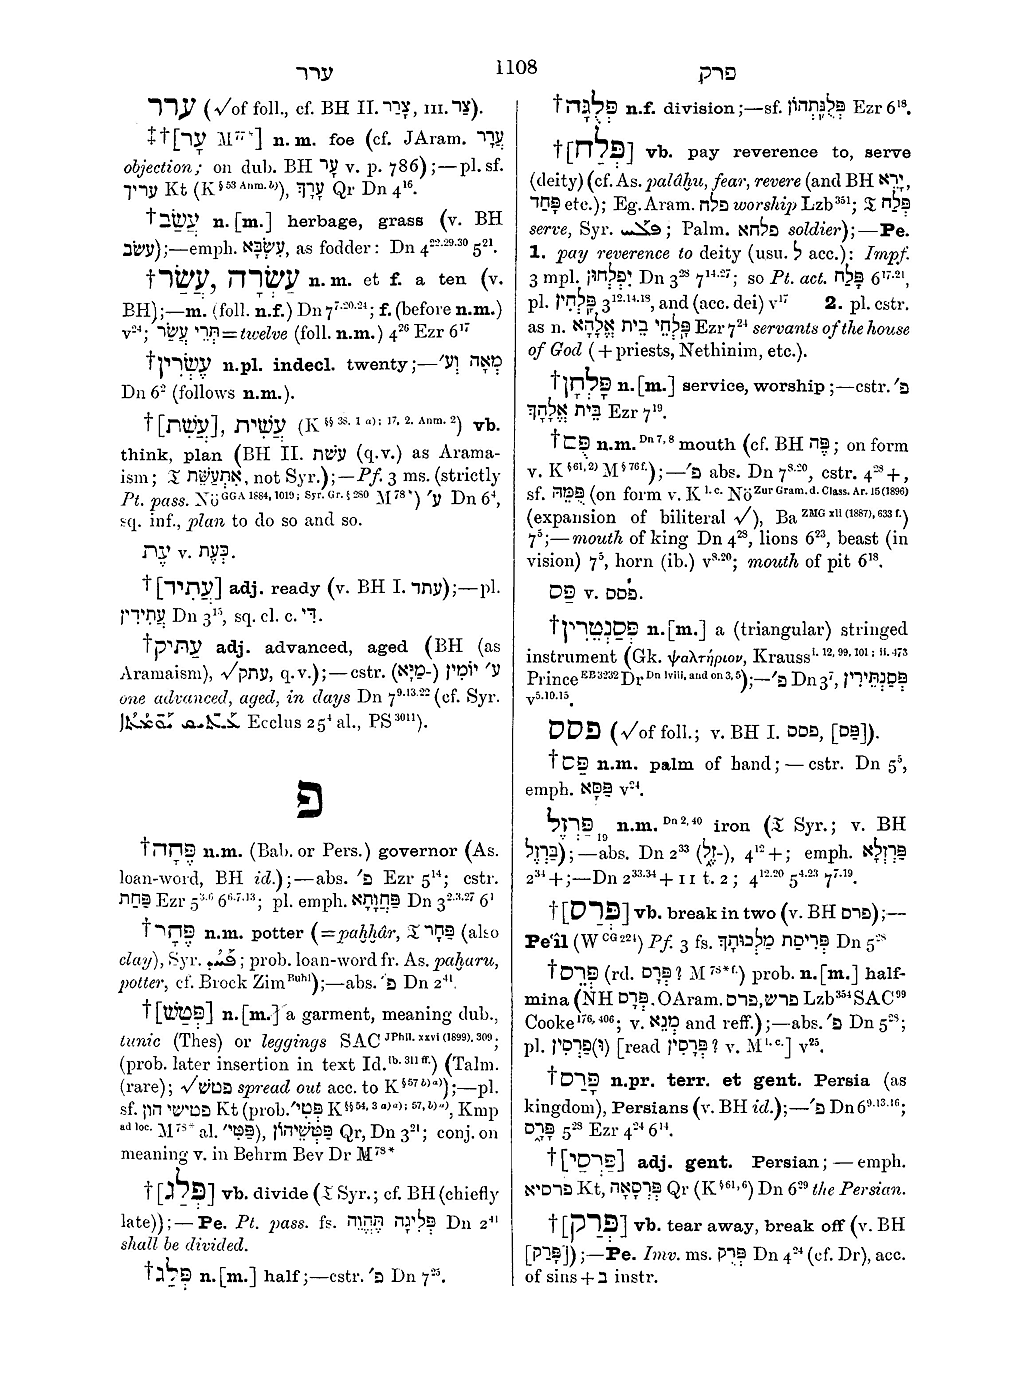 ערר 1108 פרק
ערר (√of foll., cf. BH II. צָרַר, III. צַר).
‡†[עָר M⁷⁷*] n.m. foe (cf. JAram. עָרָר
objection; on dub. BH עָר v. p. 786);—pl. sf.
עריך Kt (K § 53 Anm. b)), עָרָךְ Qr Dn 4¹⁶.
†עֲשַׂב n.[m.] herbage, grass (v. BH
עשׂב);—emph. עִשְׂבָּא, as fodder: Dn 4²².²⁹.³⁰ 5²¹.
†עֲשַׂר, עַשְׂרָה n.m. et f. a ten (v.
BH);—m. (foll. n.f.) Dn 7⁷.²⁰.²⁴; f. (before n.m.)
v²⁴; תְּרֵי עֲשַׂר=twelve (foll. n.m.) 4²⁶ Ezr 6¹⁷
†עֶשְׂרִין n.pl. indecl. twenty;—מְאָה וְעֶ׳
Dn 6² (follows n.m.).
†[עֲשִׁת], עֲשִׁית (K §§ 38. 1 a); 17, 2. Anm. 2) vb.
think, plan (BH II. עשׁת (q.v.) as Arama-
ism; 𝔗 אִתְעֲשֵׁת, not Syr.);—Pf. 3 ms. (strictly
Pt. pass. Nö GGA 1884, 1019; Syr. Gr. § 280 M⁷⁸*) ע׳ Dn 6⁴,
sq. inf., plan to do so and so.
עֶת v. כְּעֶת.
†[עֲתִיד] adj. ready (v. BH I. עתד);—pl.
עֲתִידִין Dn 3¹⁵, sq. cl. c. דִּי.
†עַתִּיק adj. advanced, aged (BH (as
Aramaism), √עתק, q.v.);—cstr. ע׳ יוֹמִין (-מַיָּא)
one advanced, aged, in days Dn 7⁹.¹³.²² (cf. Syr.
Ecclus 25⁴ al., PS³⁰¹¹).
פ
†פֶּחָה n.m. (Bab. or Pers.) governor (As.
loan-word, BH id.);—abs. פ׳ Ezr 5¹⁴; cstr.
פַּחַת Ezr 5³.⁶ 6⁶.⁷.¹³; pl. emph. פַּחֲוָתָא Dn 3².³.²⁷ 6¹
†פֶּחָר n.m. potter (=paḫḫâr, 𝔗 פַּחָר (also
clay), Syr. ; prob. loan-word fr. As. paḫaru,
potter, cf. Brock Zim Buhl);—abs. פ׳ Dn 2⁴¹.
†[פַּטִּשׁ] n.[m.] a garment, meaning dub.,
tunic (Thes) or leggings SAC JPhil. xxvi (1899), 309;
(prob. later insertion in text Id. ib. 311 ff.) (Talm.
(rare); √פטשׁ spread out acc. to K § 57 b) a));—pl.
sf. פטישי הון Kt (prob. פְּטִי׳ K §§ 54, 3 a) a); 57, b) a), Kmp
ad loc. M⁷⁸* al. פַּטִּי׳), פַּטְּשֵׁיהוֹן Qr, Dn 3²¹; conj. on
meaning v. in Behrm Bev Dr M⁷⁸*
†[פְּלַג] vb. divide (𝔗 Syr.; cf. BH (chiefly
late));—Pe. Pt. pass. fs. פְּלִיגָה תֶּהֱוֵה Dn 2⁴¹
shall be divided.
†פְּלַג n.[m.] half;—cstr. פ׳ Dn 7²⁵.
†פְּלֻגָּה n.f. division;—sf. פְּלֻגָּתְהוֹן Ezr 6¹⁸.
†[פְּלַח] vb. pay reverence to, serve
(deity) (cf. As. palâḫu, fear, revere (and BH יָרֵא,
פָּחַד etc.); Eg. Aram. פלח worship Lzb³⁵¹; 𝔗 פְּלַח
serve, Syr. ; Palm. פלחא soldier);—Pe.
1. pay reverence to deity (usu. לְ acc.): Impf.
3 mpl. יִפְלְחוּן Dn 3²⁸ 7¹⁴.²⁷; so Pt. act. פָּלַח 6¹⁷.²¹,
pl. פָּלְחִין 3¹².¹⁴.¹⁸, and (acc. dei) v¹⁷ 2. pl. cstr.
as n. פָּלְחֵי בֵּית אֱלָהָא Ezr 7²⁴ servants of the house
of God (+priests, Nethinim, etc.).
†פָּלְחָן n.[m.] service, worship;—cstr. פ׳
בֵּית אֱלָהָךְ Ezr 7¹⁹.
†פֻּם n.m. Dn 7, 8 mouth (cf. BH פֶּה; on form
v. K § 61, 2) M § 76f.);—פ׳ abs. Dn 7⁸.²⁰, cstr. 4²⁸+,
sf. פֻּמַּהּ (on form v. K l. c. Nö Zur Gram. d. Class. Ar. 15 (1896)
(expansion of biliteral √), Ba ZMG xli (1887), 633 f.)
7⁵;—mouth of king Dn 4²⁸, lions 6²³, beast (in
vision) 7⁵, horn (ib.) v⁸.²⁰; mouth of pit 6¹⁸.
פַּס v. פסס.
†פְּסַנְטֵרִין n.[m.] a (triangular) stringed
instrument (Gk. ψαλτήριον, Krauss i. 12, 99, 101; ii. 473
Prince EB 3232 Dr Dn lviii, and on 3, 5);—פ׳ Dn 3⁷, פְּסַנְתֵּירִין
v⁵.¹⁰.¹⁵.
פסס (√of foll.; v. BH I. פסס, [פַּס]).
†פַּס n.m. palm of hand;—cstr. Dn 5⁵,
emph. פַּסָּא v²⁴.
פַּרְזֶל₁₉ n.m. Dn 2, 40 iron (𝔗 Syr.; v. BH
בַּרְזֶל);—abs. Dn 2³³ (-זֶל), 4¹²+; emph. פַּרְזְלָא
2³⁴+;—Dn 2³³.³⁴+11 t. 2; 4¹².²⁰ 5⁴.²³ 7⁷.¹⁹.
†[פְּרַס] vb. break in two (v. BH פרס);—
Peʿîl (W CG 224) Pf. 3 fs. פְּרִיסַת מַלְכוּתָךְ Dn 5²⁸
†פְּרֵס (rd. פְּרַס? M⁷⁸*f.) prob. n.[m.] half-
mina (NH פְּרָס, OAram. פרש,פרס Lzb³⁵⁴ SAC⁹⁹
Cooke¹⁷⁶, ⁴⁰⁶; v. מְנֵא and reff.);—abs. פ׳ Dn 5²⁸;
pl. (וּ)פַרְסִין [read פְּרָסִין? v. M l. c.] v²⁵.
†פָּרַס n.pr. terr. et gent. Persia (as
kingdom), Persians (v. BH id.);—פ׳ Dn 6⁹.¹³.¹⁶;
פָּרָס 5²⁸ Ezr 4²⁴ 6¹⁴.
†[פַּרְסִי] adj. gent. Persian;—emph.
פרסיא Kt, פָּרְסָאָה Qr (K § 61, 6) Dn 6²⁹ the Persian.
†[פְּרַק] vb. tear away, break off (v. BH
[פָּרַק]);—Pe. Imv. ms. פְּרֻק Dn 4²⁴ (cf. Dr), acc.
of sins+ב instr.